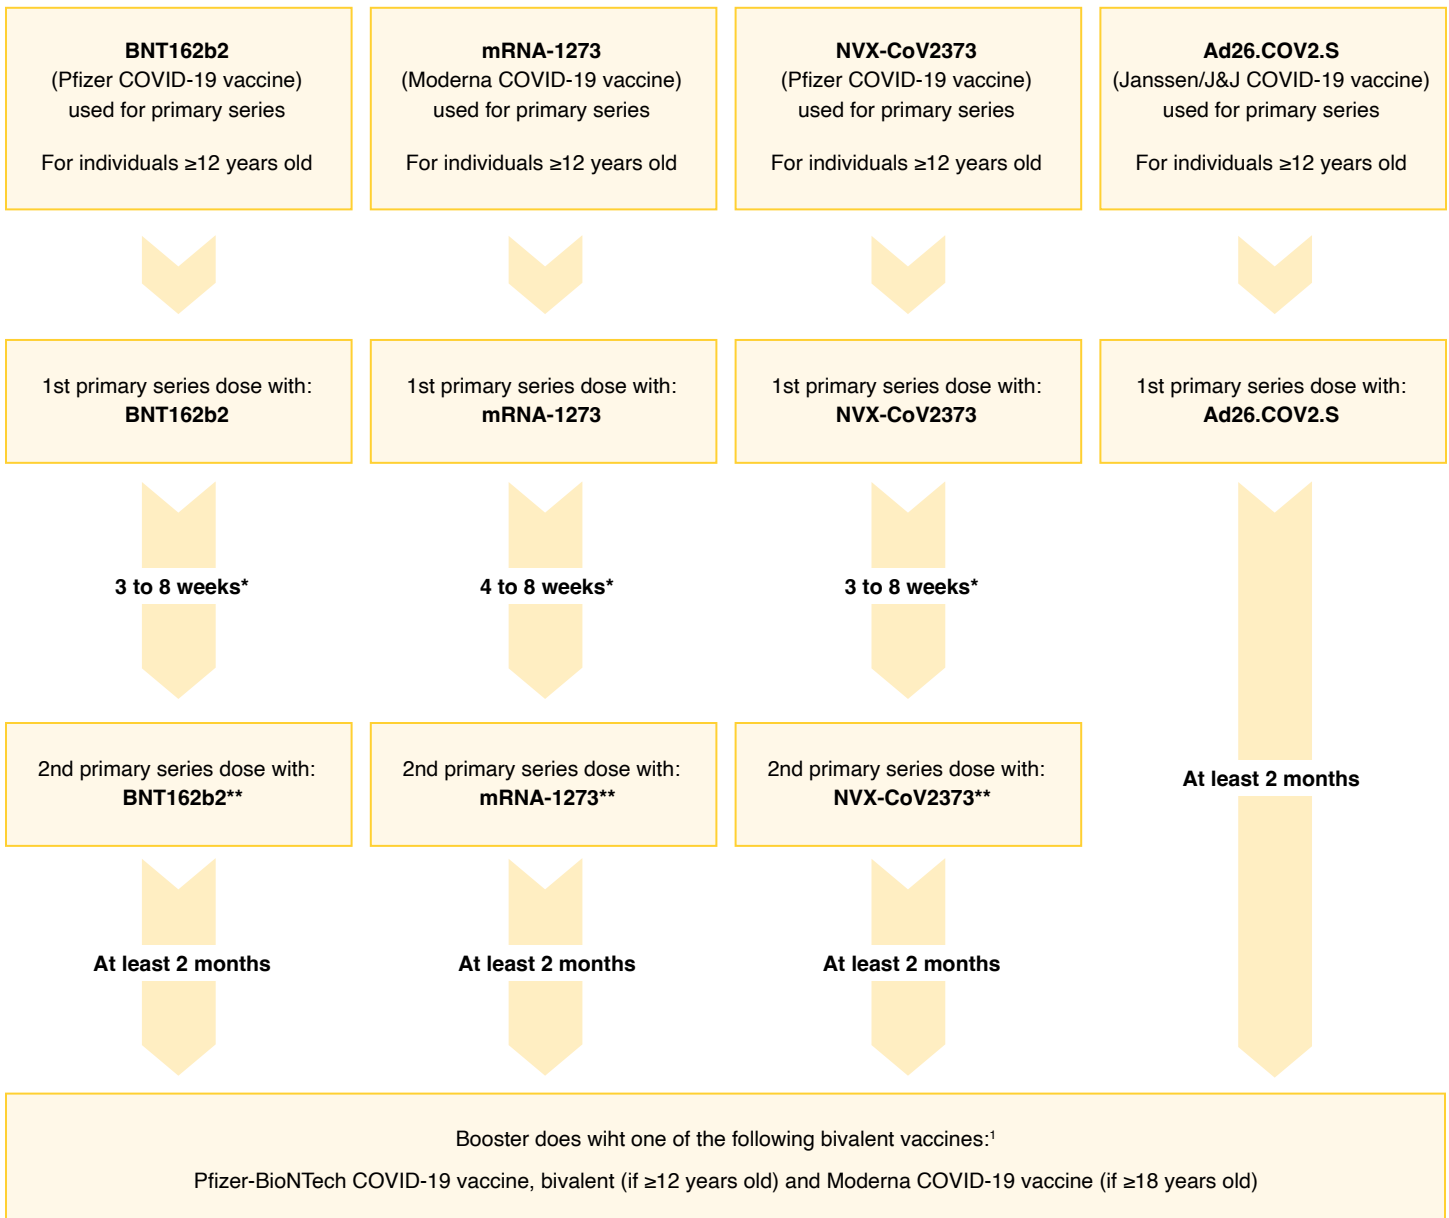 BNT162b2
(Pfizer COVID-19 vaccine)
used for primary series
For individuals ≥12 years old
mRNA-1273
(Moderna COVID-19 vaccine)
used for primary series
For individuals ≥12 years old
NVX-CoV2373
(Pfizer COVID-19 vaccine)
used for primary series
For individuals ≥12 years old
Ad26.COV2.S
(Janssen/J&J COVID-19 vaccine)
used for primary series
For individuals ≥12 years old
1st primary series dose with:
BNT162b2
1st primary series dose with:
mRNA-1273
1st primary series dose with:
NVX-CoV2373
1st primary series dose with:
Ad26.COV2.S
3 to 8 weeks*
4 to 8 weeks*
3 to 8 weeks*
2nd primary series dose with:
BNT162b2**
2nd primary series dose with:
mRNA-1273**
2nd primary series dose with:
NVX-CoV2373**
At least 2 months
At least 2 months
At least 2 months
At least 2 months
Booster does wiht one of the following bivalent vaccines:¹
Pfizer-BioNTech COVID-19 vaccine, bivalent (if ≥12 years old) and Moderna COVID-19 vaccine (if ≥18 years old)